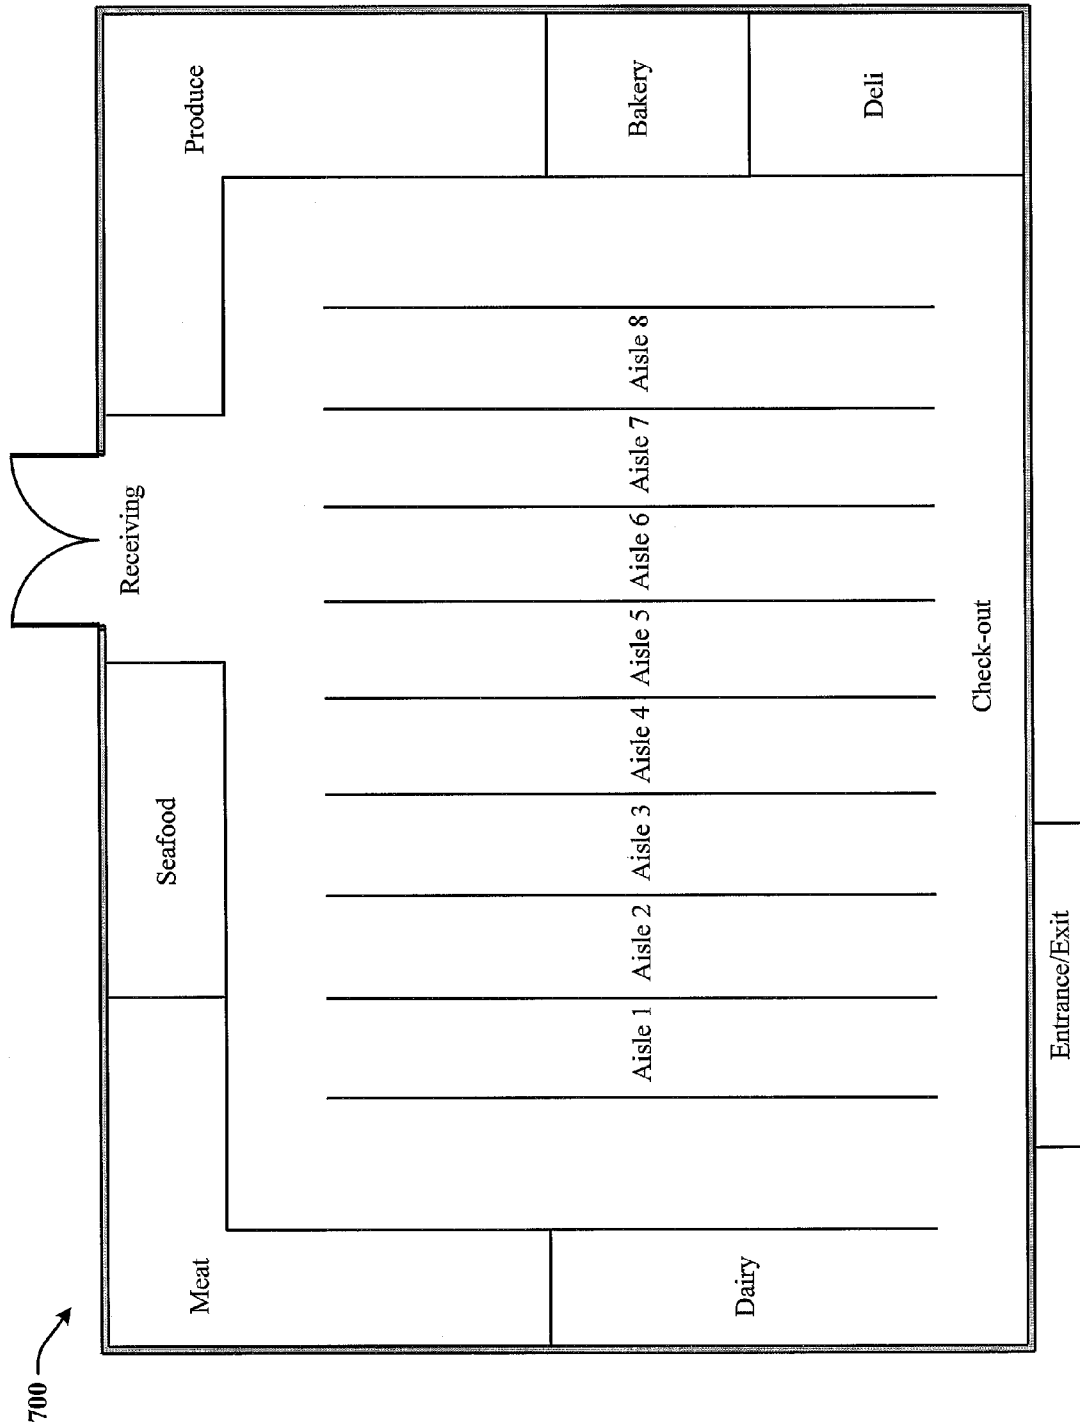 700
Meat
Seafood
Receiving
Produce
Dairy
Aisle 1
Aisle 2
Aisle 3
Aisle 4
Aisle 5
Aisle 6
Aisle 7
Aisle 8
Bakery
Deli
Check-out
Entrance/Exit